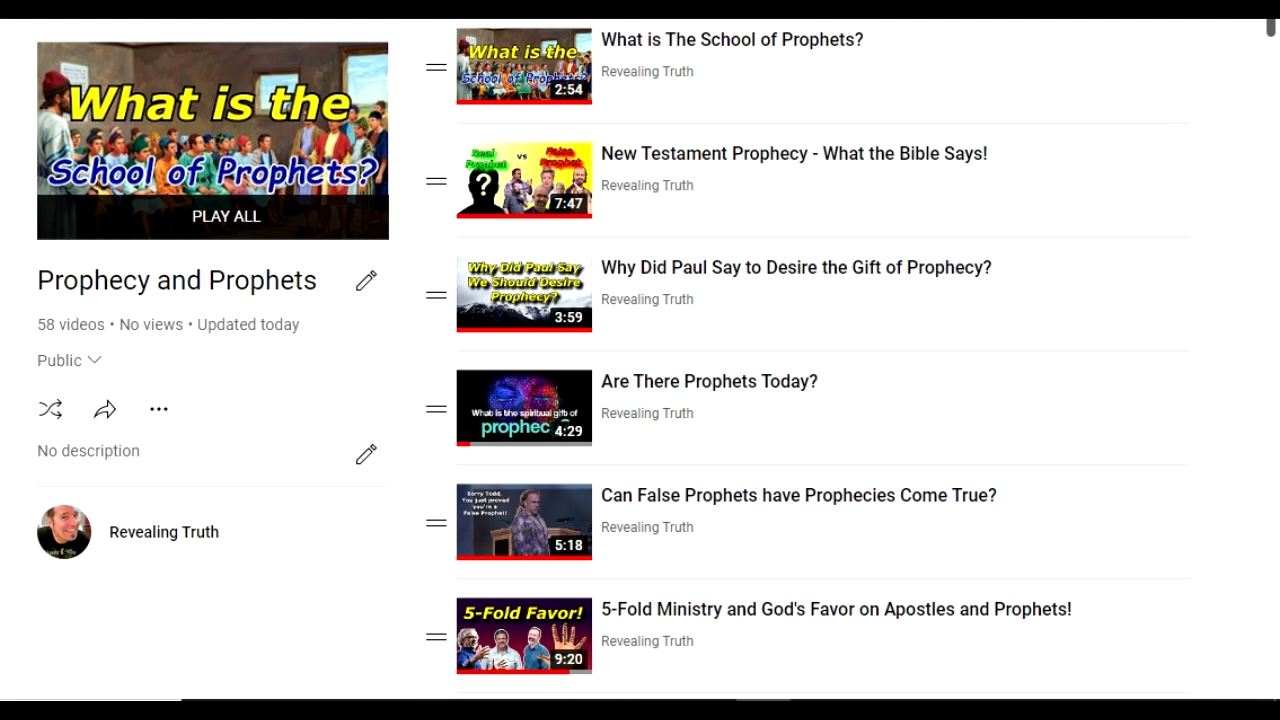 What is the
School of Prophets?
PLAY ALL
Prophecy and Prophets
58 videos • No views • Updated today
Public
No description
Revealing Truth
What is the
School of Prophets?
2:54
What is The School of Prophets?
Revealing Truth
Real Prophet
vs
False Prophet
?
7:47
New Testament Prophecy - What the Bible Says!
Revealing Truth
Why Did Paul Say
We Should Desire
Prophecy?
3:59
Why Did Paul Say to Desire the Gift of Prophecy?
Revealing Truth
What is the spiritual gift of
prophec
4:29
Are There Prophets Today?
Revealing Truth
Sorry Todd,
You just proved
you're a
False Prophet!
5:18
Can False Prophets have Prophecies Come True?
Revealing Truth
5-Fold Favor!
9:20
5-Fold Ministry and God's Favor on Apostles and Prophets!
Revealing Truth